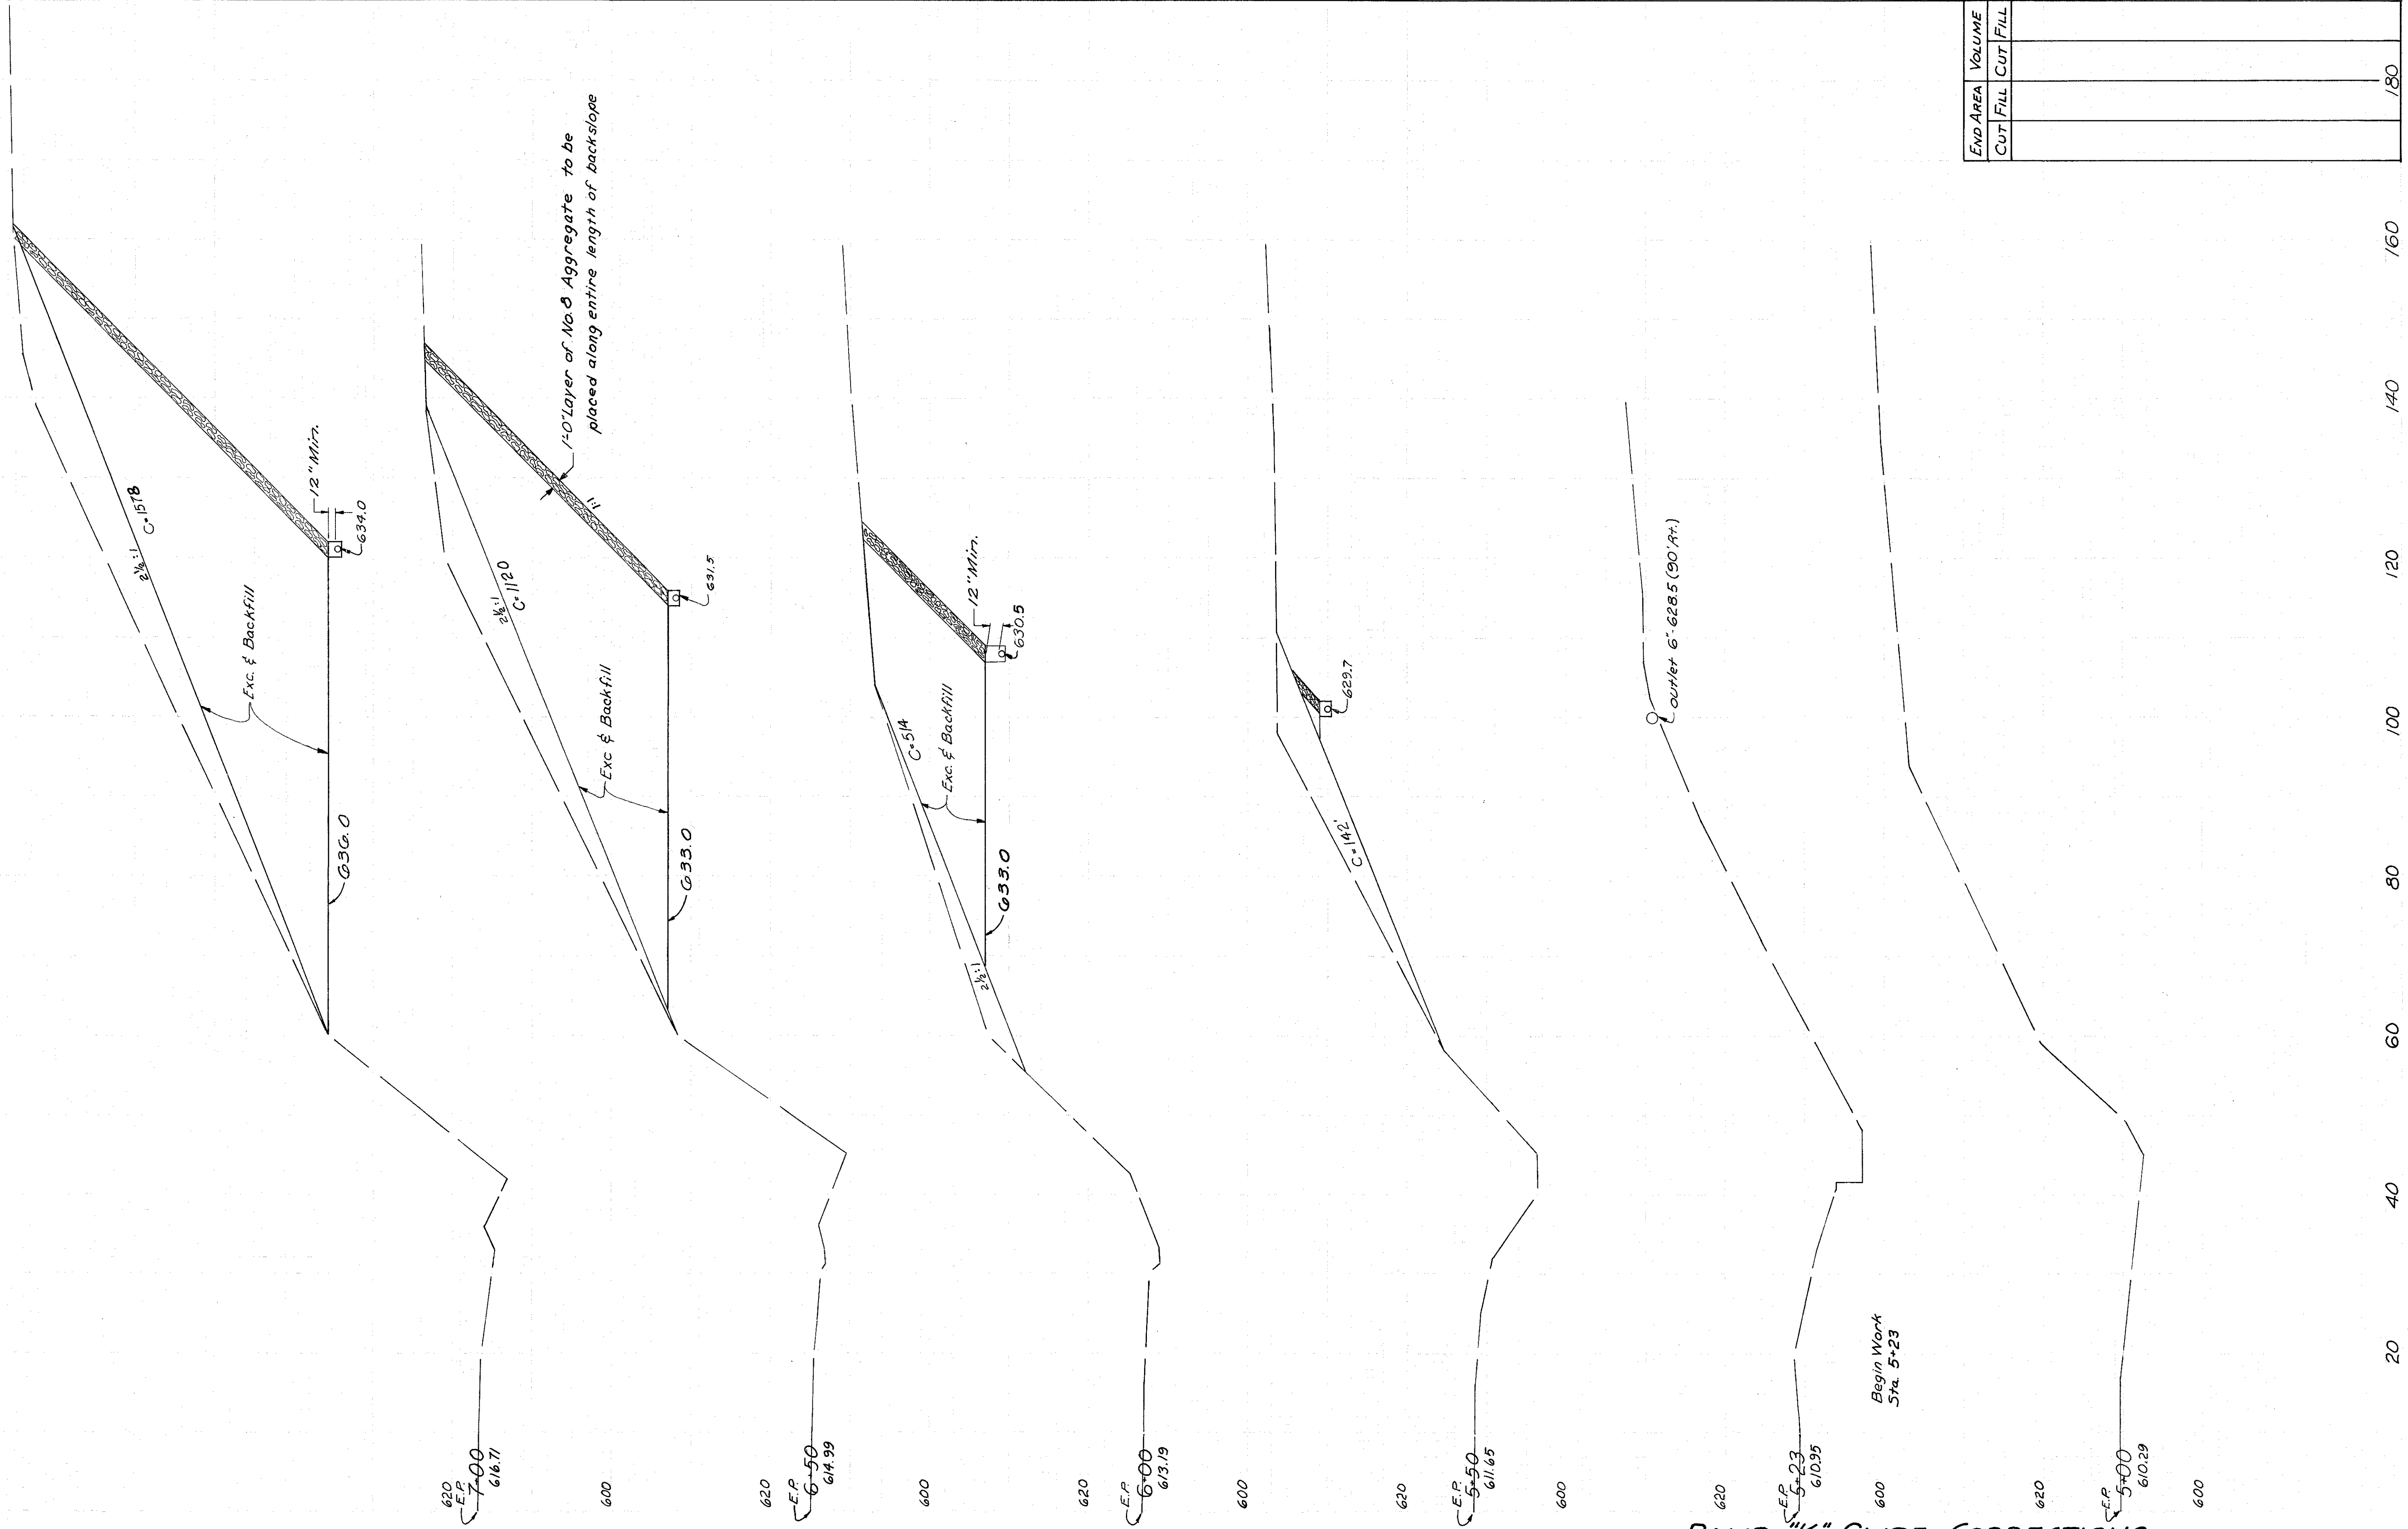 END AREA VOLUME
CUT FILL CUT FILL
C=1578
2½:1
Exc. & Backfill
12" Min.
634.0
636.0
620
E.P.
7+00
616.71
600
1'-0" Layer of No. 8 Aggregate to be
placed along entire length of backslope
1:1
2½:1
C=1120
Exc & Backfill
631.5
633.0
620
E.P.
6+50
614.99
600
C=514
Exc. & Backfill
12" Min.
630.5
633.0
2½:1
620
E.P.
6+00
613.19
600
629.7
C=142'
620
E.P.
5+50
611.65
600
outlet 6"-628.5 (90' Rt.)
620
E.P.
5+23
610.95
600
Begin Work
Sta. 5+23
620
E.P.
5+00
610.29
600
20 40 60 80 100 120 140 160 180
RAMP "K" SLIDE CORRECTIONS